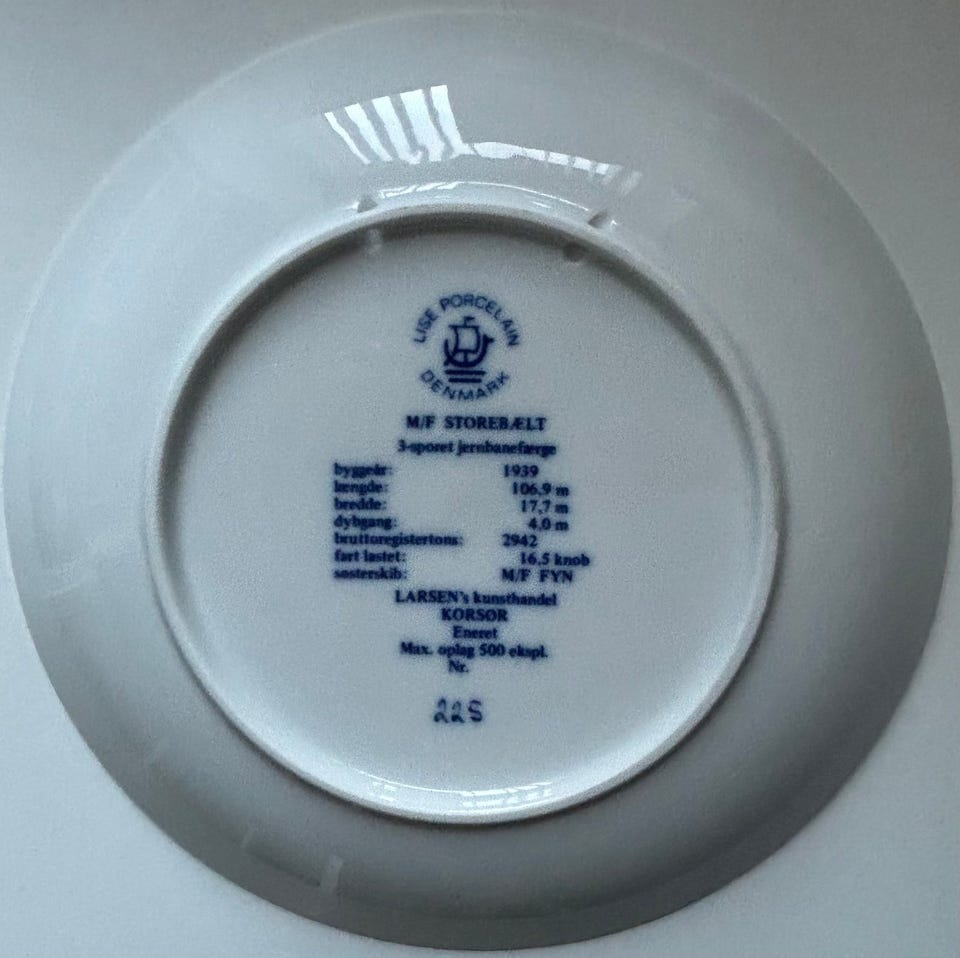 LISE PORCELAIN
DENMARK
M/F STOREBÆLT
3-sporet jernbanefærge
byggeår: 1939
længde: 106,9 m
bredde: 17,7 m
dybgang: 4,0 m
bruttoregistertons: 2942
fart lastet: 16,5 knob
søsterskib: M/F FYN
LARSEN's kunsthandel
KORSØR
Eneret
Max. oplag 500 ekspl.
Nr.
225